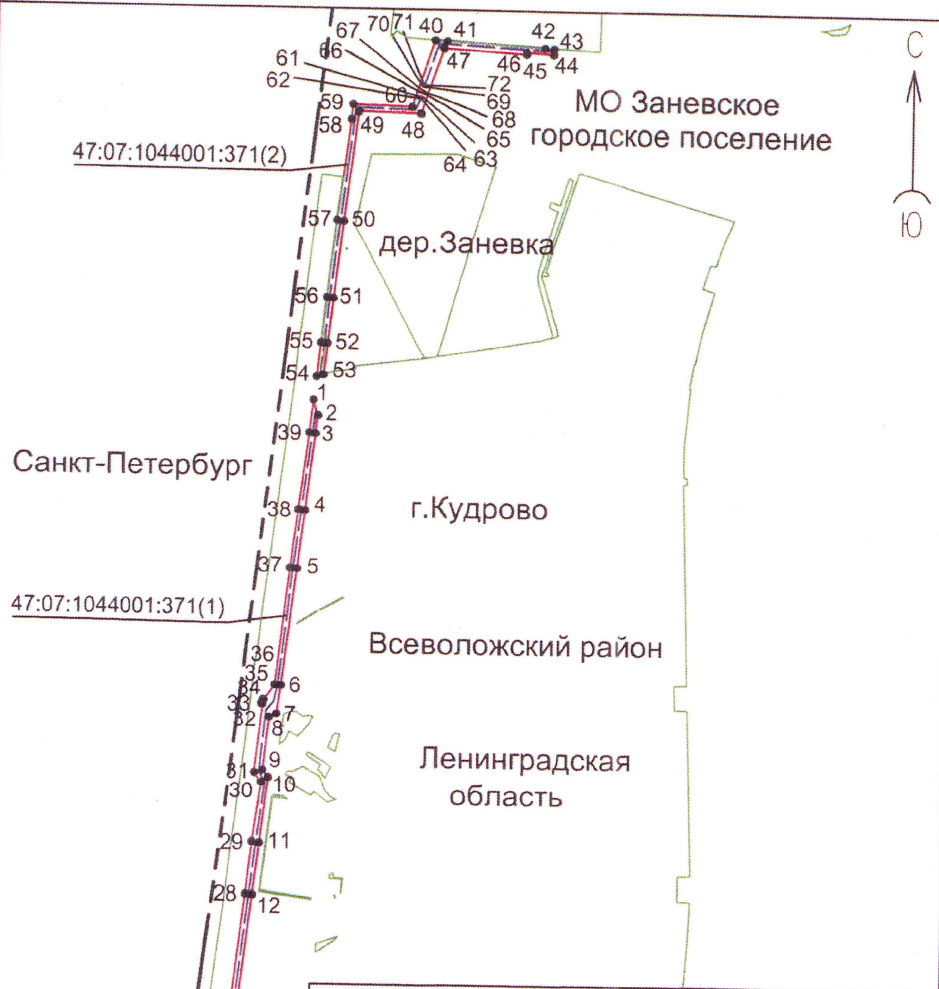 70 71 40 41 42 43
67
66 47 46 45 44
61
62 72
69
59 60 68
58 49 48 65
63
64
МО Заневское
городское поселение
С
Ю
47:07:1044001:371(2)
57 50
дер.Заневка
56 51
55 52
54 53
1
2
39 3
Санкт-Петербург
38 4
г.Кудрово
37 5
47:07:1044001:371(1)
Всеволожский район
36
35 6
34
33
32 7
8
Ленинградская
область
31 9
30 10
29 11
28 12